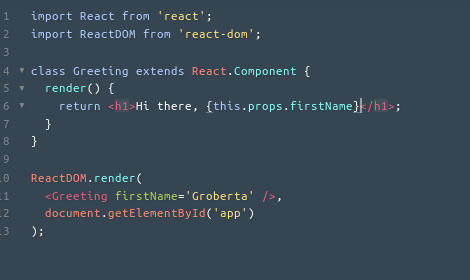 1 import React from 'react';
2 import ReactDOM from 'react-dom';
3
4 class Greeting extends React.Component {
5 render() {
6 return <h1>Hi there, {this.props.firstName}</h1>;
7 }
8 }
9
10 ReactDOM.render(
11 <Greeting firstName='Groberta' />,
12 document.getElementById('app')
13 );